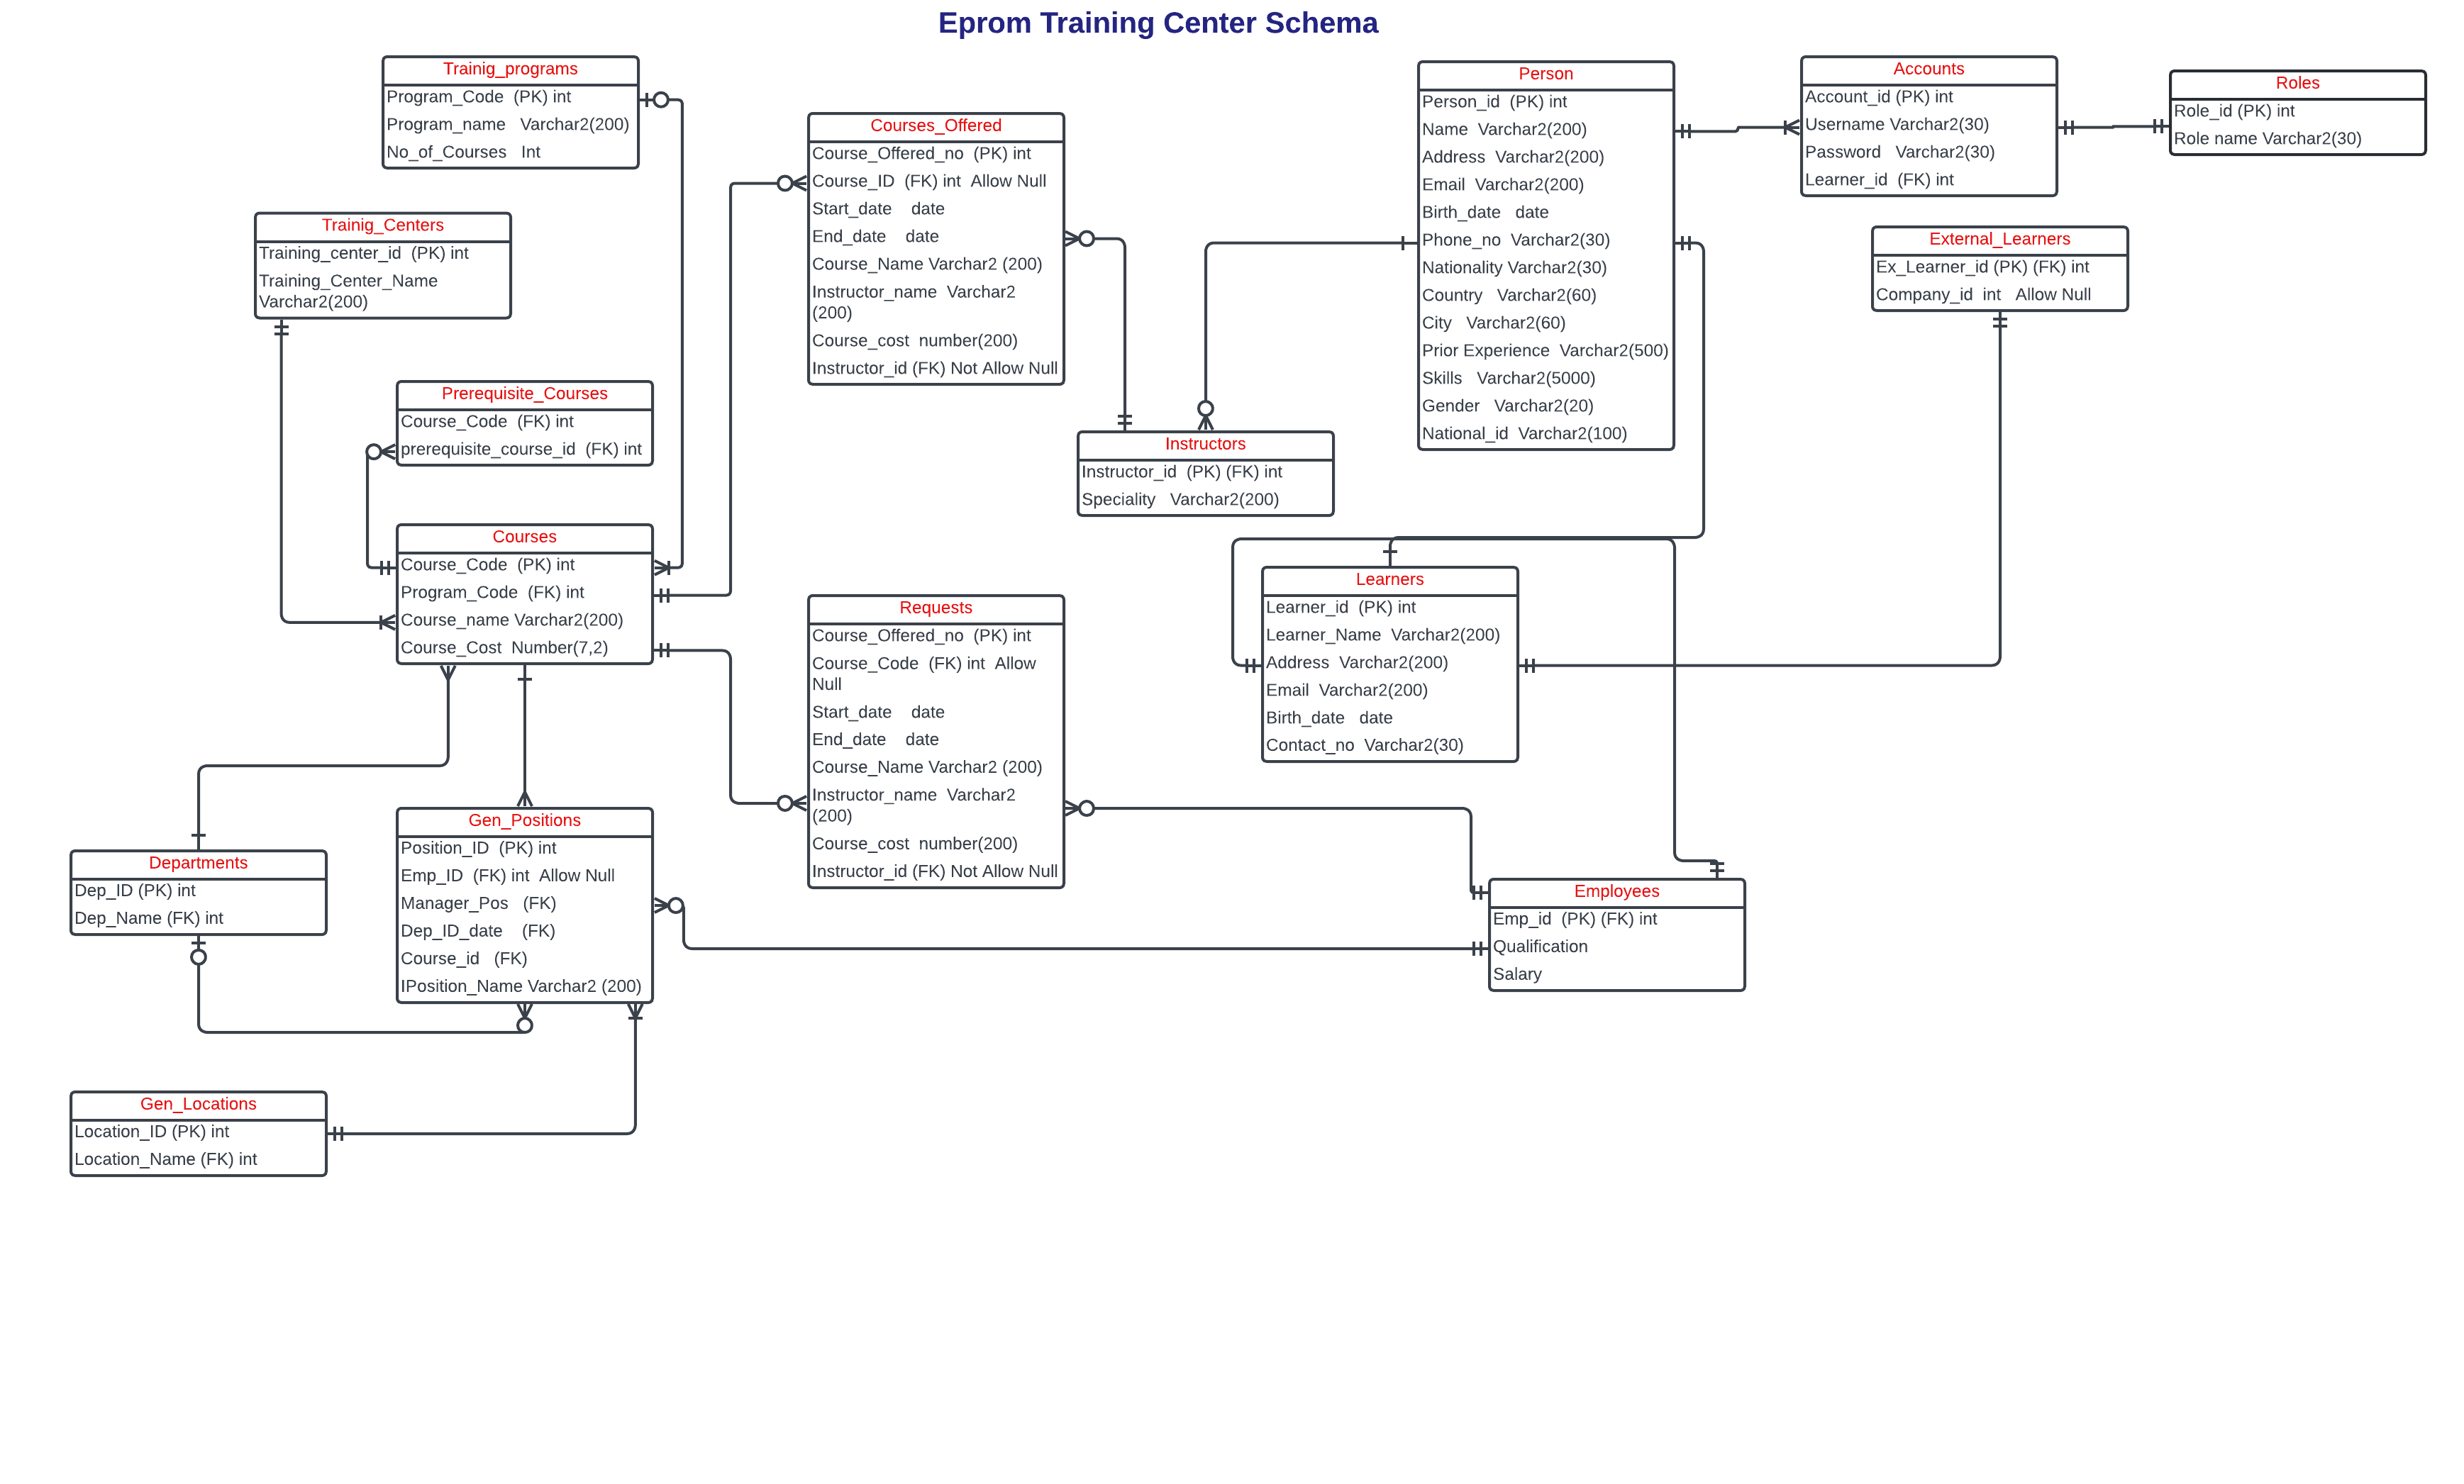 Eprom Training Center Schema
Trainig_programs
Program_Code (PK) int
Program_name Varchar2(200)
No_of_Courses Int
Trainig_Centers
Training_center_id (PK) int
Training_Center_Name
Varchar2(200)
Prerequisite_Courses
Course_Code (FK) int
prerequisite_course_id (FK) int
Courses
Course_Code (PK) int
Program_Code (FK) int
Course_name Varchar2(200)
Course_Cost Number(7,2)
Departments
Dep_ID (PK) int
Dep_Name (FK) int
Gen_Positions
Position_ID (PK) int
Emp_ID (FK) int Allow Null
Manager_Pos (FK)
Dep_ID_date (FK)
Course_id (FK)
IPosition_Name Varchar2 (200)
Gen_Locations
Location_ID (PK) int
Location_Name (FK) int
Courses_Offered
Course_Offered_no (PK) int
Course_ID (FK) int Allow Null
Start_date date
End_date date
Course_Name Varchar2 (200)
Instructor_name Varchar2
(200)
Course_cost number(200)
Instructor_id (FK) Not Allow Null
Requests
Course_Offered_no (PK) int
Course_Code (FK) int Allow
Null
Start_date date
End_date date
Course_Name Varchar2 (200)
Instructor_name Varchar2
(200)
Course_cost number(200)
Instructor_id (FK) Not Allow Null
Instructors
Instructor_id (PK) (FK) int
Speciality Varchar2(200)
Person
Person_id (PK) int
Name Varchar2(200)
Address Varchar2(200)
Email Varchar2(200)
Birth_date date
Phone_no Varchar2(30)
Nationality Varchar2(30)
Country Varchar2(60)
City Varchar2(60)
Prior Experience Varchar2(500)
Skills Varchar2(5000)
Gender Varchar2(20)
National_id Varchar2(100)
Learners
Learner_id (PK) int
Learner_Name Varchar2(200)
Address Varchar2(200)
Email Varchar2(200)
Birth_date date
Contact_no Varchar2(30)
Employees
Emp_id (PK) (FK) int
Qualification
Salary
Accounts
Account_id (PK) int
Username Varchar2(30)
Password Varchar2(30)
Learner_id (FK) int
External_Learners
Ex_Learner_id (PK) (FK) int
Company_id int Allow Null
Roles
Role_id (PK) int
Role name Varchar2(30)